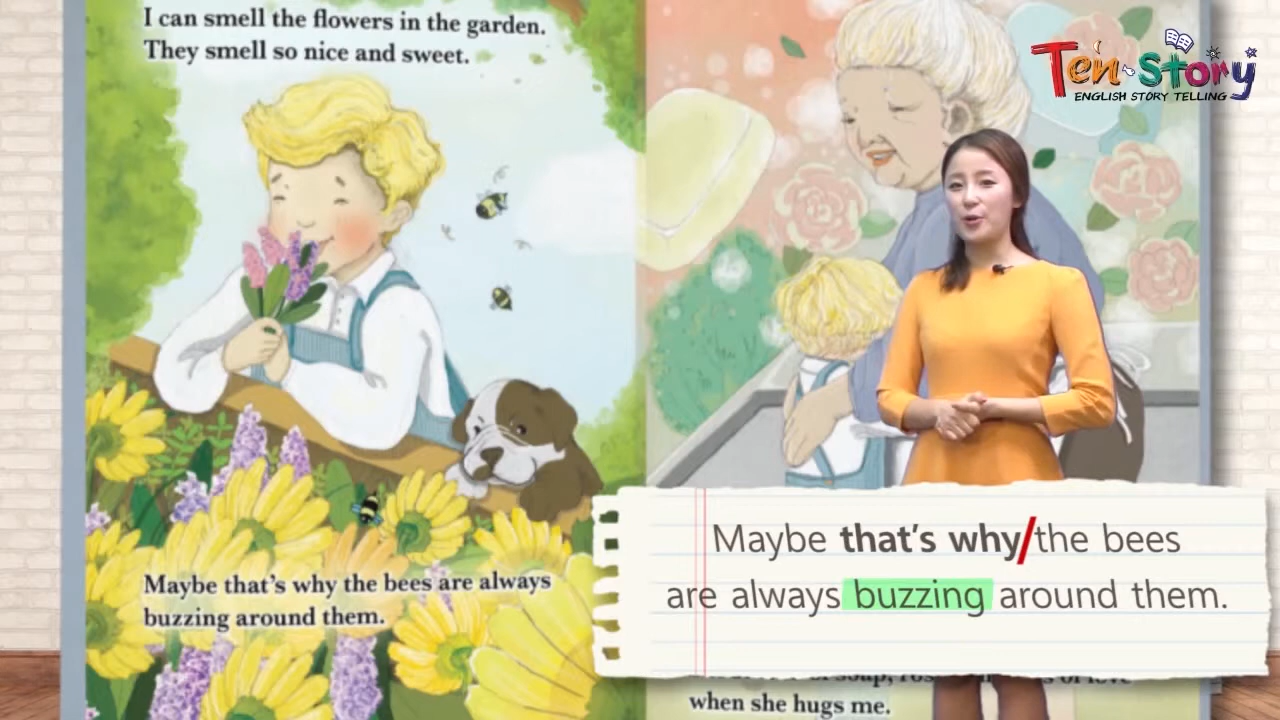 I can smell the flowers in the garden.
They smell so nice and sweet.
Ten Story
ENGLISH STORY TELLING
Maybe that's why the bees are always
buzzing around them.
Maybe that's why/the bees
are always buzzing around them.
when she hugs me.